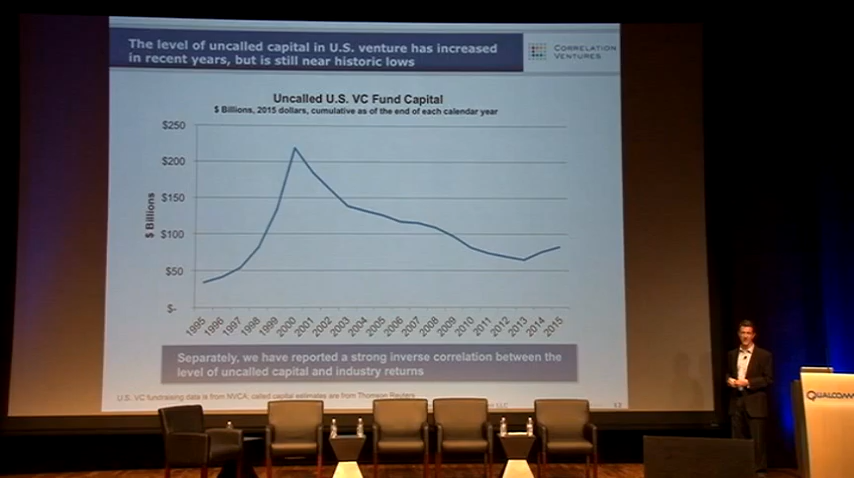 The level of uncalled capital in U.S. venture has increased
in recent years, but is still near historic lows
CORRELATION
VENTURES
Uncalled U.S. VC Fund Capital
$ Billions, 2015 dollars, cumulative as of the end of each calendar year
$ Billions
$250
$200
$150
$100
$50
$-
1995 1996 1997 1998 1999 2000 2001 2002 2003 2004 2005 2006 2007 2008 2009 2010 2011 2012 2013 2014 2015
Separately, we have reported a strong inverse correlation between the
level of uncalled capital and industry returns
U.S. VC fundraising data is from NVCA; called capital estimates are from Thomson Reuters
LLC
QUALCOMM